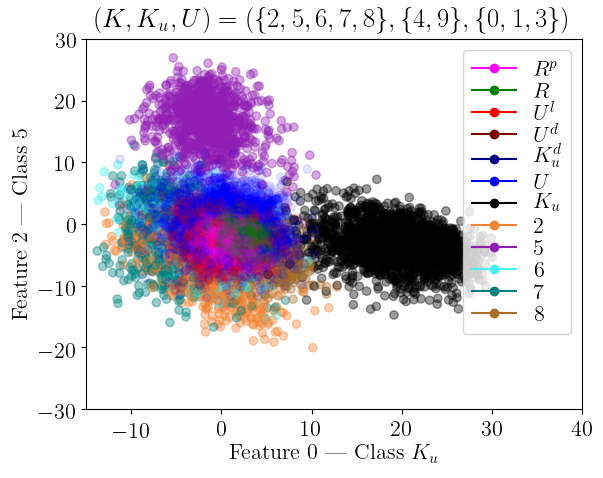 (K, K_u, U) = ({2, 5, 6, 7, 8}, {4, 9}, {0, 1, 3})
30
20
10
0
−10
−20
−30
Feature 2 — Class 5
R^p
R
U^l
U^d
K_u^d
U
K_u
2
5
6
7
8
−10
0
10
20
30
40
Feature 0 — Class K_u